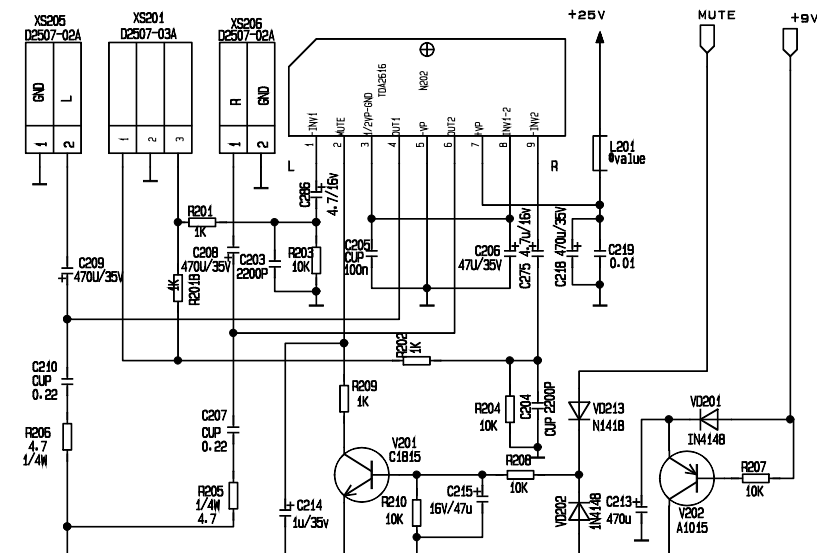 XS205
D2507-02A
XS201
D2507-03A
XS206
D2507-02A
+25V
MUTE
+9V
GND
L
1
2
1
2
3
R
GND
1
2
TDA2616
N202
-INV1
MUTE
1/2VP-GND
OUT1
-VP
OUT2
+VP
INV1-2
-INV2
1
2
3
4
5
6
7
8
9
L
R
L201
0value
C286
4.7/16v
R201
1K
C209
470U/35V
1K
R201B
C208
470U/35V
C203
2200P
R203
10K
C205
CUP
100n
C206
47U/35V
C275
4.7u/16v
C218
470u/35V
C219
0.01
R202
1K
C210
CUP
0.22
R206
4.7
1/4W
C207
CUP
0.22
R205
1/4W
4.7
R209
1K
V201
C1815
C214
1u/35v
R210
10K
C215
16V/47u
R208
10K
R204
10K
C204
CUP 2200P
VD213
N1418
VD202
1N4148
VD201
IN4148
C213
470u
V202
A1015
R207
10K